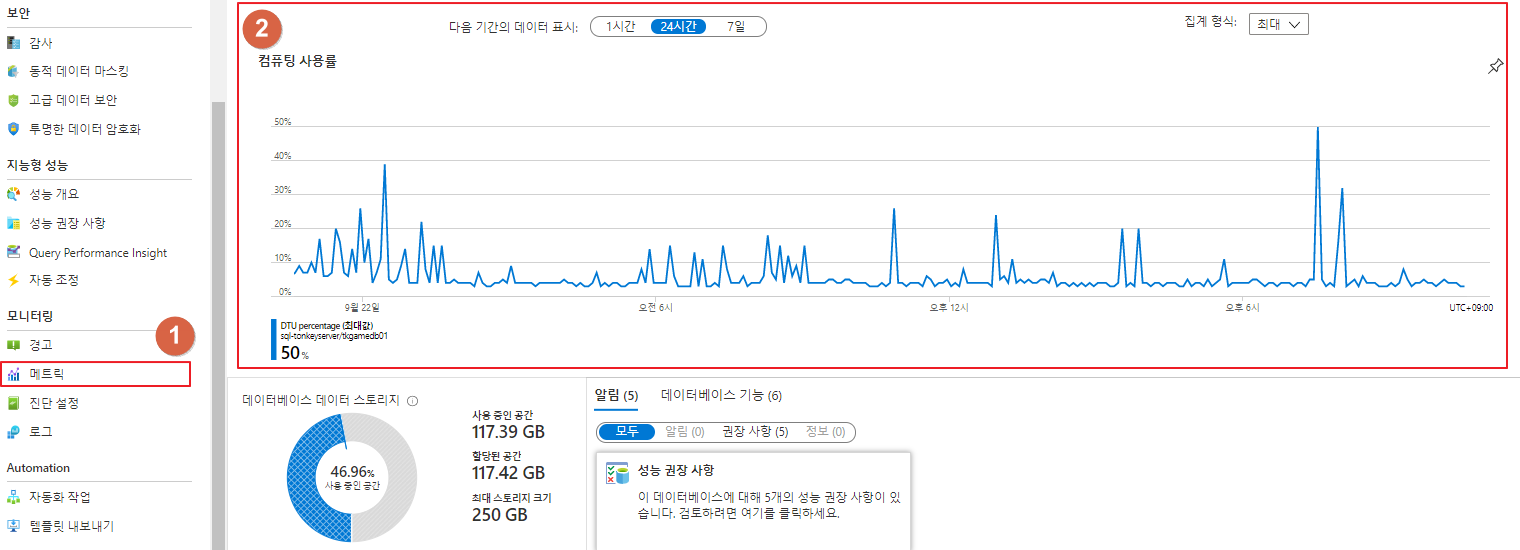 보안
감사
동적 데이터 마스킹
고급 데이터 보안
투명한 데이터 암호화
지능형 성능
성능 개요
성능 권장 사항
Query Performance Insight
자동 조정
모니터링
1
경고
메트릭
진단 설정
로그
Automation
자동화 작업
템플릿 내보내기
2
다음 기간의 데이터 표시: 1시간 24시간 7일 집계 형식: 최대
컴퓨팅 사용률
50%
40%
30%
20%
10%
0%
9월 22일 오전 6시 오후 12시 오후 6시 UTC+09:00
DTU percentage (최대값)
sql-tonkeyserver/tkgamedb01
50 %
데이터베이스 데이터 스토리지
46.96%
사용 중인 공간
사용 중인 공간
117.39 GB
할당된 공간
117.42 GB
최대 스토리지 크기
250 GB
알림 (5) 데이터베이스 기능 (6)
모두 알림 (0) 권장 사항 (5) 정보 (0)
성능 권장 사항
이 데이터베이스에 대해 5개의 성능 권장 사항이 있
습니다. 검토하려면 여기를 클릭하세요.